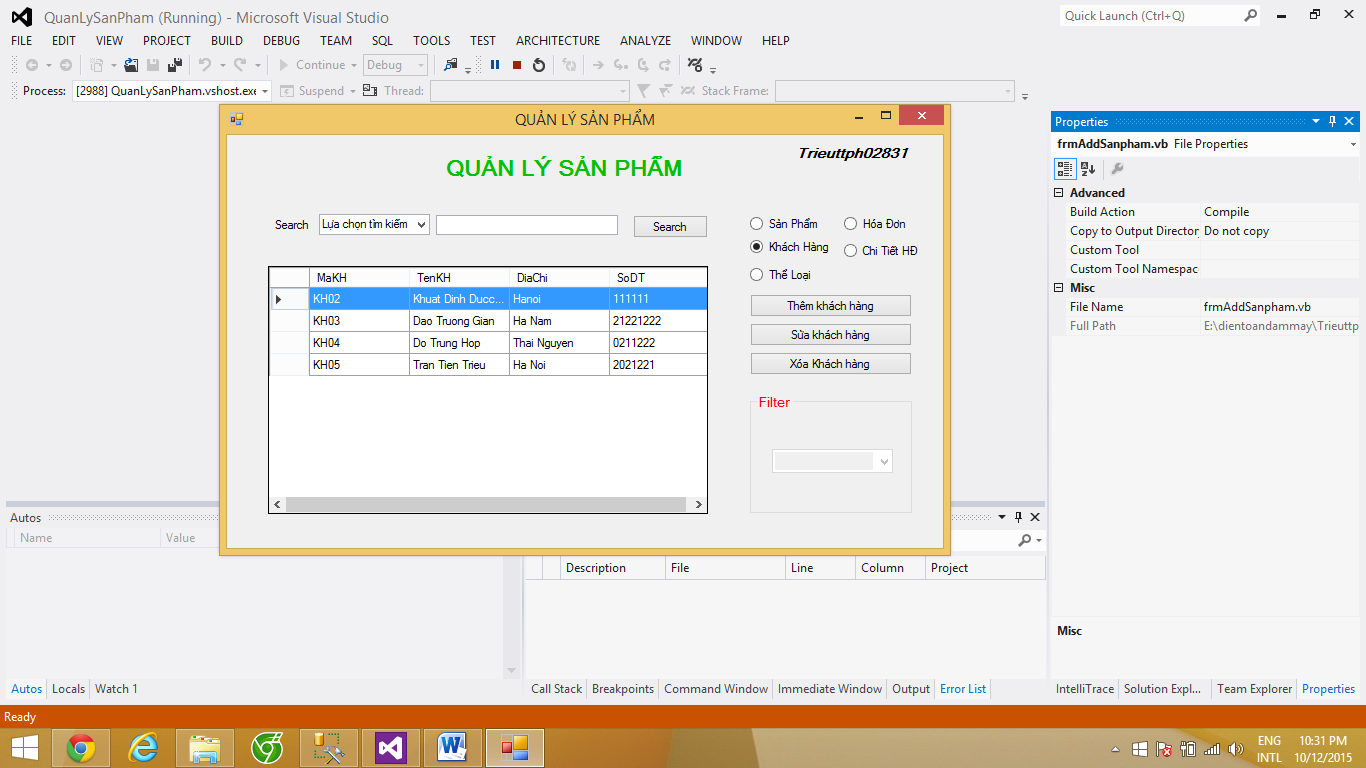 QuanLySanPham (Running) - Microsoft Visual Studio
Quick Launch (Ctrl+Q)
FILE EDIT VIEW PROJECT BUILD DEBUG TEAM SQL TOOLS TEST ARCHITECTURE ANALYZE WINDOW HELP
Continue Debug
Process: [2988] QuanLySanPham.vshost.exe Suspend Thread: Stack Frame:
QUẢN LÝ SẢN PHẨM
Trieuttph02831
QUẢN LÝ SẢN PHẨM
Search Lựa chọn tìm kiếm Search
Sản Phẩm Hóa Đơn
Khách Hàng Chi Tiết HĐ
Thể Loại
MaKH TenKH DiaChi SoDT
KH02 Khuat Dinh Ducc... Hanoi 111111
KH03 Dao Truong Gian Ha Nam 21221222
KH04 Do Trung Hop Thai Nguyen 0211222
KH05 Tran Tien Trieu Ha Noi 2021221
Thêm khách hàng
Sửa khách hàng
Xóa Khách hàng
Filter
Properties
frmAddSanpham.vb File Properties
Advanced
Build Action Compile
Copy to Output Directory Do not copy
Custom Tool
Custom Tool Namespac
Misc
File Name frmAddSanpham.vb
Full Path E:\dientoandammay\Trieuttp
Misc
Autos
Name Value
Description File Line Column Project
Autos Locals Watch 1
Call Stack Breakpoints Command Window Immediate Window Output Error List
IntelliTrace Solution Expl... Team Explorer Properties
Ready
ENG 10:31 PM
INTL 10/12/2015